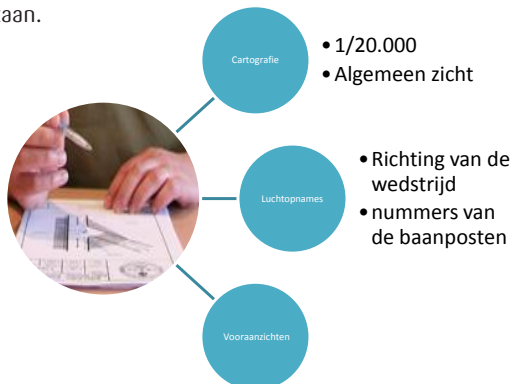 aan.
Cartografie
• 1/20.000
• Algemeen zicht
Luchtopnames
• Richting van de
wedstrijd
• nummers van
de baanposten
Vooraanzichten